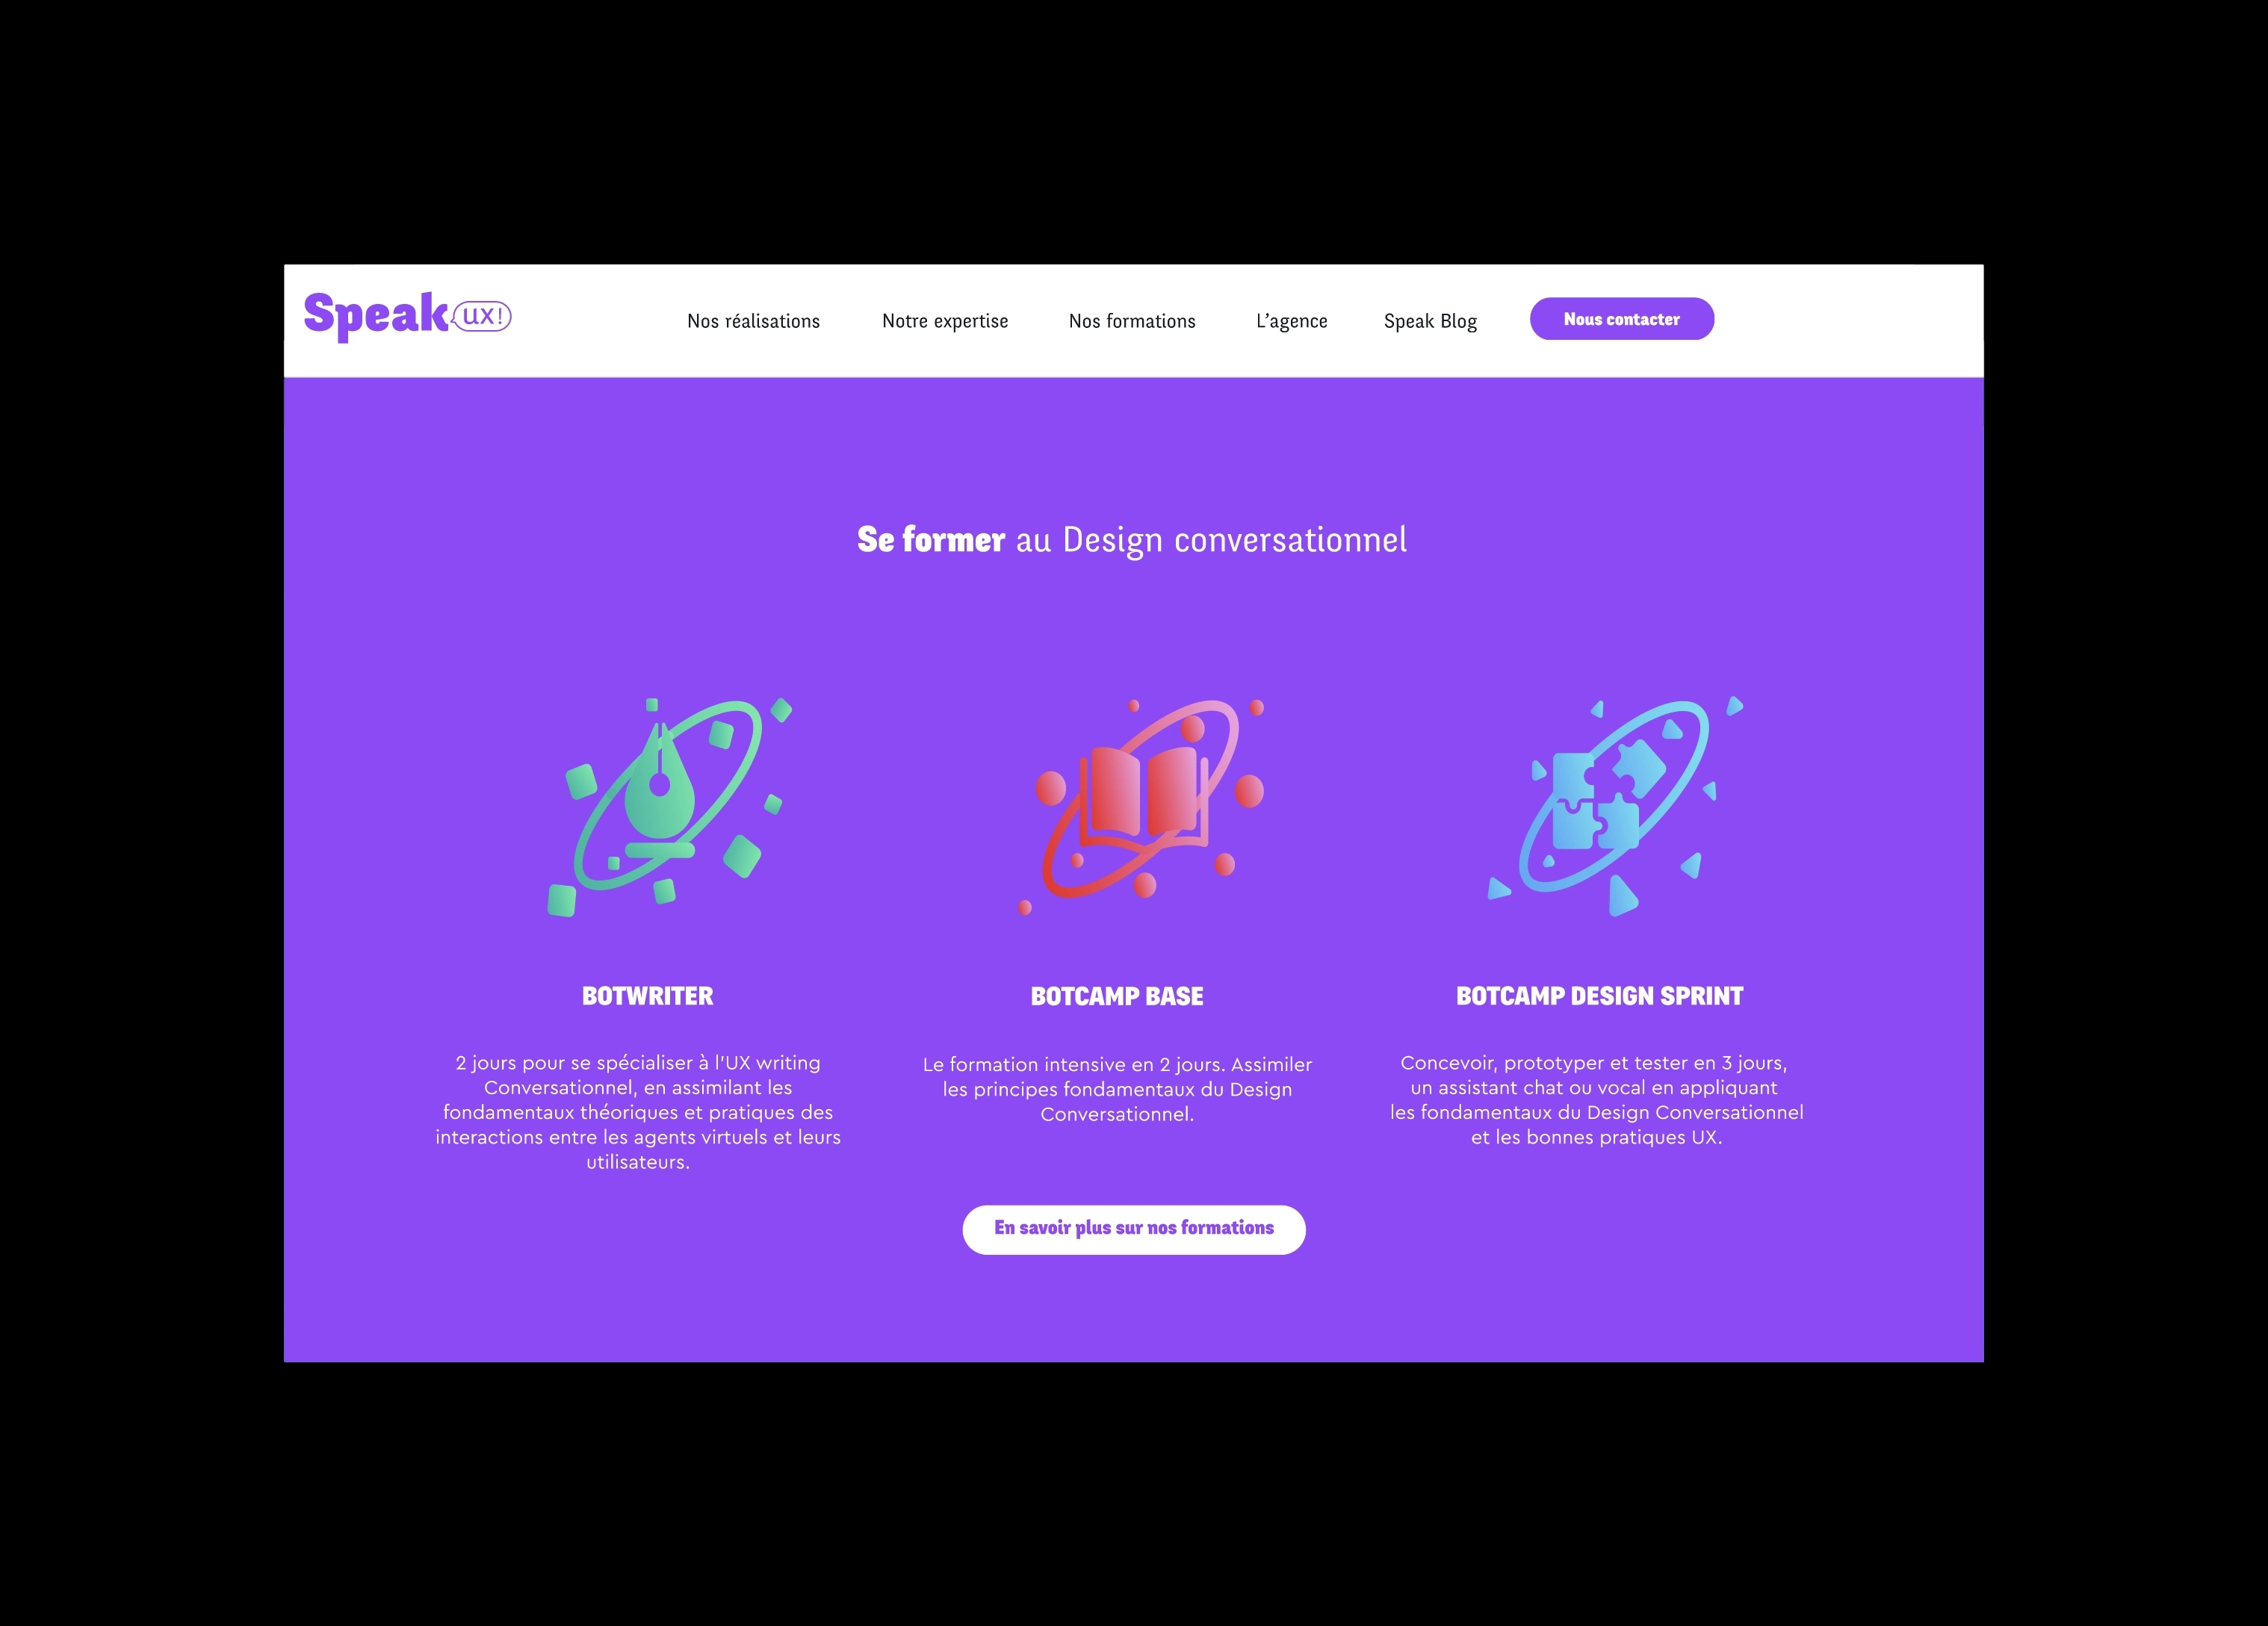 Speak ux!
Nos réalisations
Notre expertise
Nos formations
L'agence
Speak Blog
Nous contacter
Se former au Design conversationnel
BOTWRITER
2 jours pour se spécialiser à l'UX writing
Conversationnel, en assimilant les
fondamentaux théoriques et pratiques des
interactions entre les agents virtuels et leurs
utilisateurs.
BOTCAMP BASE
Le formation intensive en 2 jours. Assimiler
les principes fondamentaux du Design
Conversationnel.
BOTCAMP DESIGN SPRINT
Concevoir, prototyper et tester en 3 jours,
un assistant chat ou vocal en appliquant
les fondamentaux du Design Conversationnel
et les bonnes pratiques UX.
En savoir plus sur nos formations